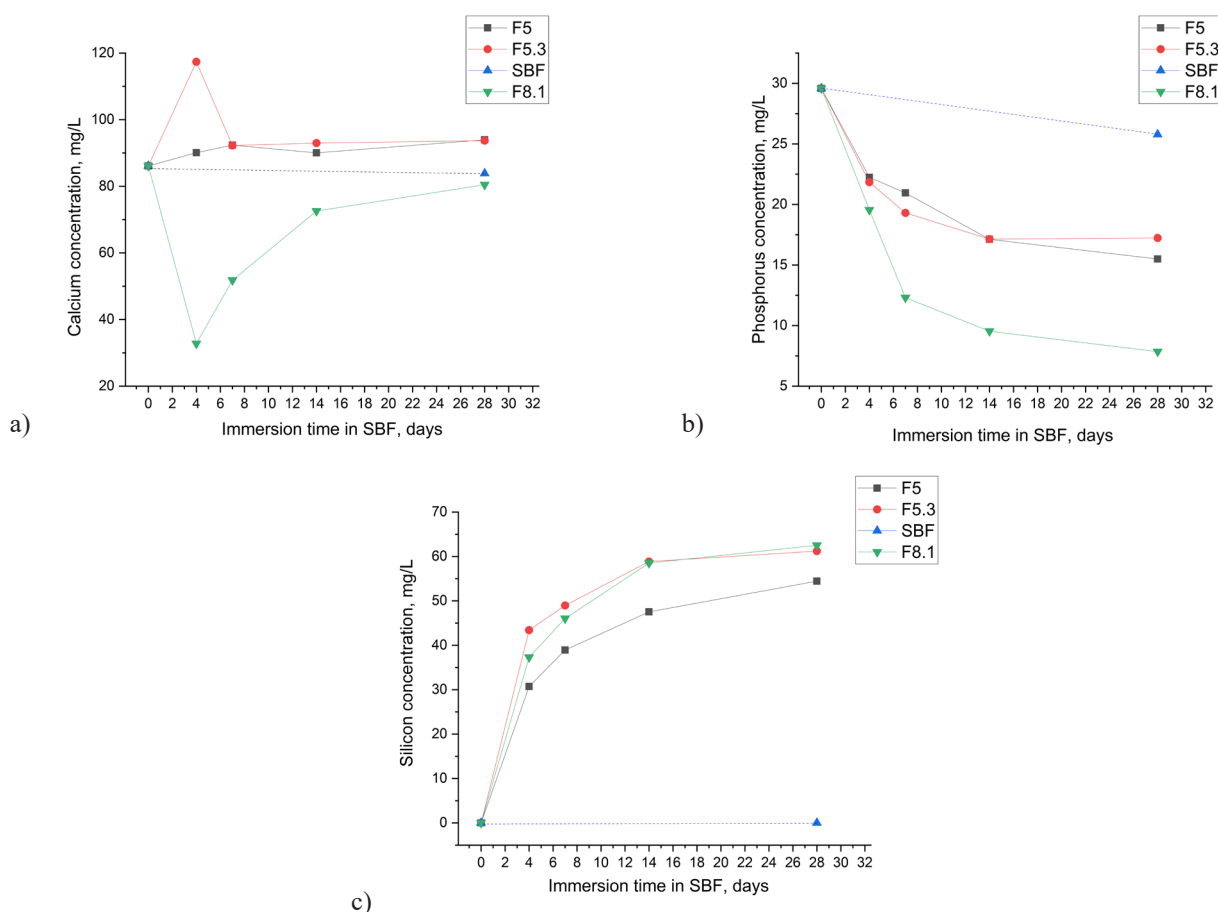 F5
F5.3
SBF
F8.1
120
100
80
60
40
20
Calcium concentration, mg/L
0 2 4 6 8 10 12 14 16 18 20 22 24 26 28 30 32
Immersion time in SBF, days
a)
F5
F5.3
SBF
F8.1
30
25
20
15
10
5
Phosphorus concentration, mg/L
0 2 4 6 8 10 12 14 16 18 20 22 24 26 28 30 32
Immersion time in SBF, days
b)
F5
F5.3
SBF
F8.1
70
60
50
40
30
20
10
0
Silicon concentration, mg/L
0 2 4 6 8 10 12 14 16 18 20 22 24 26 28 30 32
Immersion time in SBF, days
c)